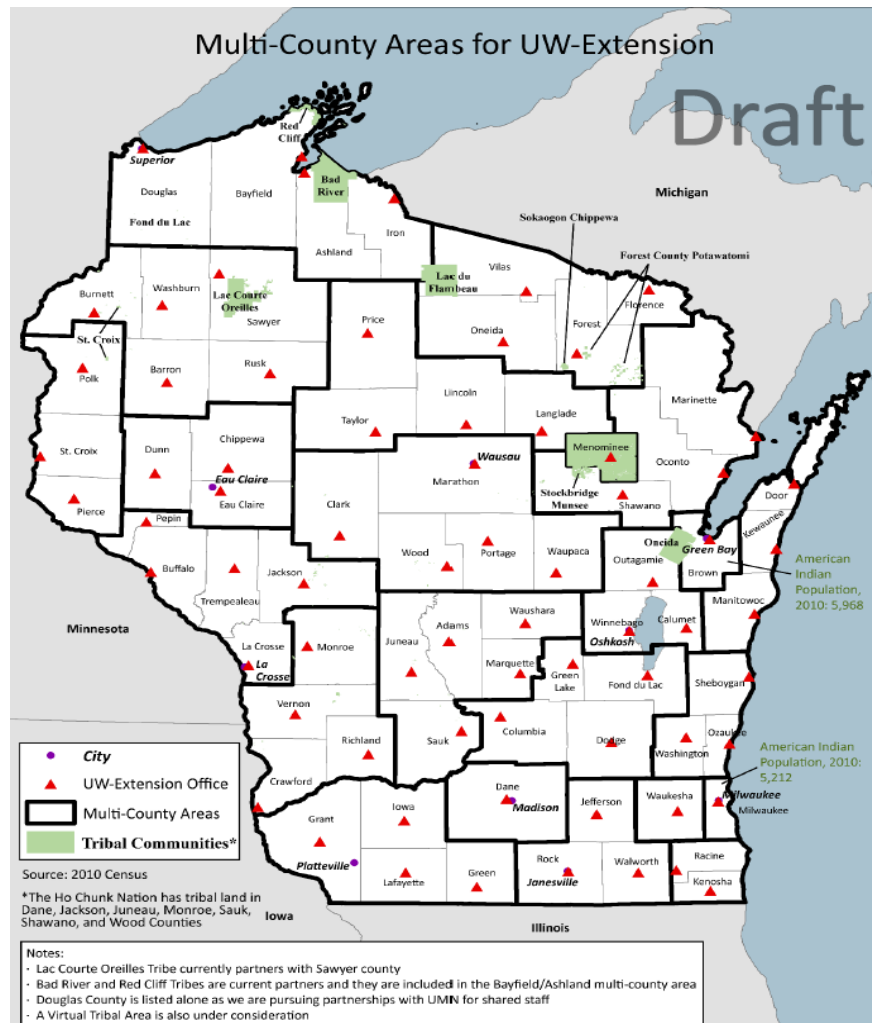 Multi-County Areas for UW-Extension
Draft
Red
Cliff
Superior
Bad
River
Michigan
Douglas
Bayfield
Fond du Lac
Sokaogon Chippewa
Iron
Ashland
Forest County Potawatomi
Vilas
Lac du
Flambeau
Florence
Burnett
Washburn
Lac Courte
Oreilles
Sawyer
Price
Forest
Oneida
St. Croix
Polk
Barron
Rusk
Marinette
Lincoln
Taylor
Langlade
Chippewa
St. Croix
Dunn
Menominee
Wausau
Marathon
Oconto
Eau Claire
Eau Claire
Stockbridge
Munsee
Door
Pierce
Clark
Shawano
Pepin
Kewaunee
Oneida
Green Bay
Wood
Portage
Waupaca
Outagamie
Brown
American
Indian
Population,
2010: 5,968
Buffalo
Jackson
Trempealeau
Manitowoc
Waushara
Winnebago
Calumet
Minnesota
Adams
Oshkosh
La Crosse
Monroe
Juneau
La
Crosse
Marquette
Green
Lake
Fond du Lac
Sheboygan
Vernon
Columbia
Dodge
Ozaukee
Richland
Sauk
Washington
American Indian
Population, 2010:
5,212
City
UW-Extension Office
Multi-County Areas
Tribal Communities*
Crawford
Dane
Madison
Jefferson
Waukesha
Milwaukee
Milwaukee
Grant
Iowa
Platteville
Rock
Janesville
Walworth
Racine
Lafayette
Green
Kenosha
Source: 2010 Census
*The Ho Chunk Nation has tribal land in
Dane, Jackson, Juneau, Monroe, Sauk,
Shawano, and Wood Counties
Iowa
Illinois
Notes:
- Lac Courte Oreilles Tribe currently partners with Sawyer county
- Bad River and Red Cliff Tribes are current partners and they are included in the Bayfield/Ashland multi-county area
- Douglas County is listed alone as we are pursuing partnerships with UMIN for shared staff
- A Virtual Tribal Area is also under consideration